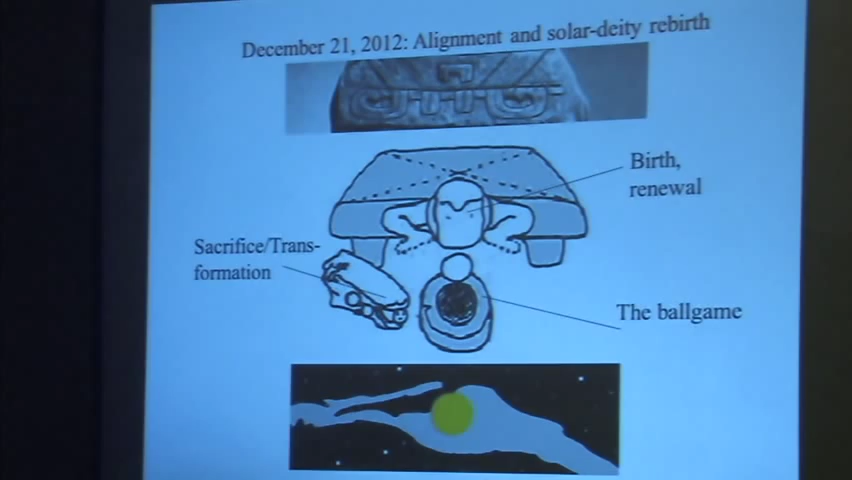 December 21, 2012: Alignment and solar-deity rebirth
Birth,
renewal
Sacrifice/Trans-
formation
The ballgame